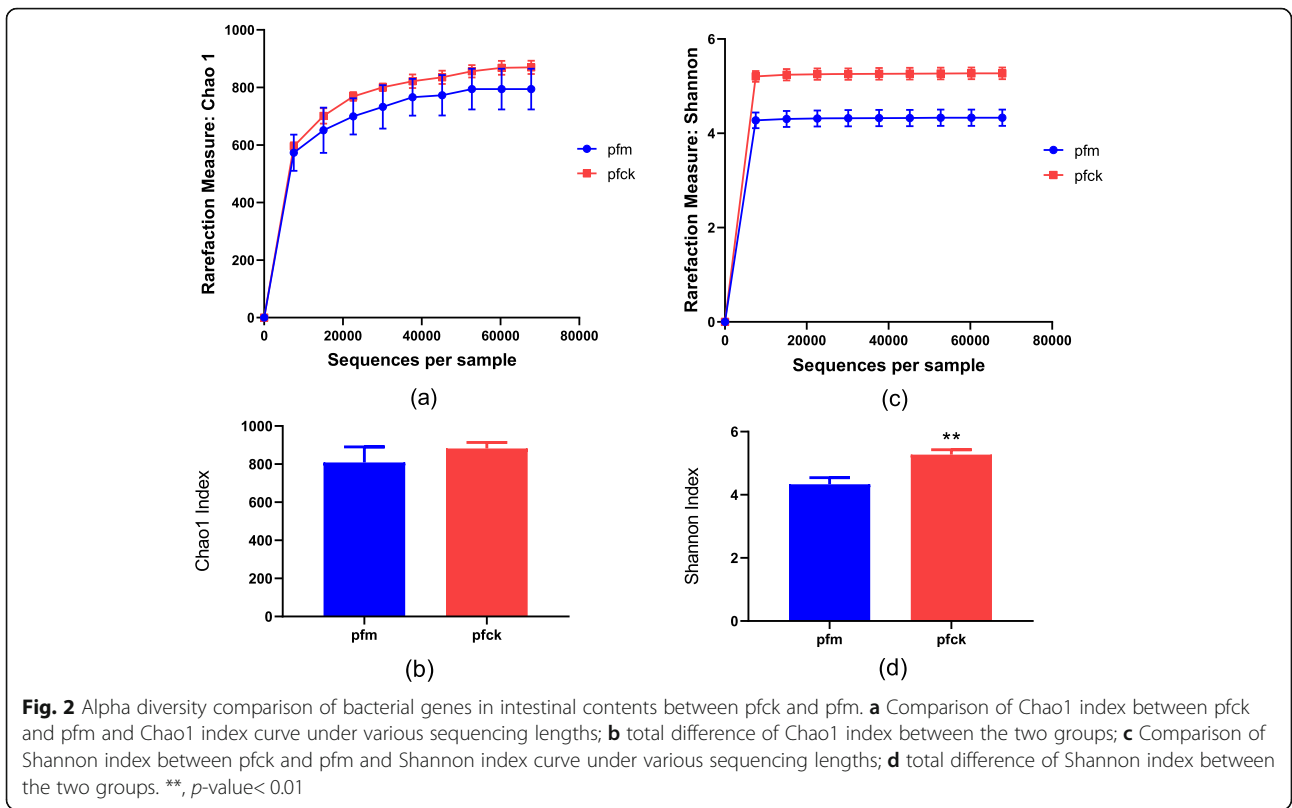 1000
800
600
400
200
0
Rarefaction Measure: Chao 1
0 20000 40000 60000 80000
Sequences per sample
pfm
pfck
(a)
6
4
2
0
Rarefaction Measure: Shannon
0 20000 40000 60000 80000
Sequences per sample
pfm
pfck
(c)
1000
800
600
400
200
0
Chao1 Index
pfm pfck
(b)
6
4
2
0
Shannon Index
**
pfm pfck
(d)
Fig. 2 Alpha diversity comparison of bacterial genes in intestinal contents between pfck and pfm. a Comparison of Chao1 index between pfck
and pfm and Chao1 index curve under various sequencing lengths; b total difference of Chao1 index between the two groups; c Comparison of
Shannon index between pfck and pfm and Shannon index curve under various sequencing lengths; d total difference of Shannon index between
the two groups. **, p-value< 0.01